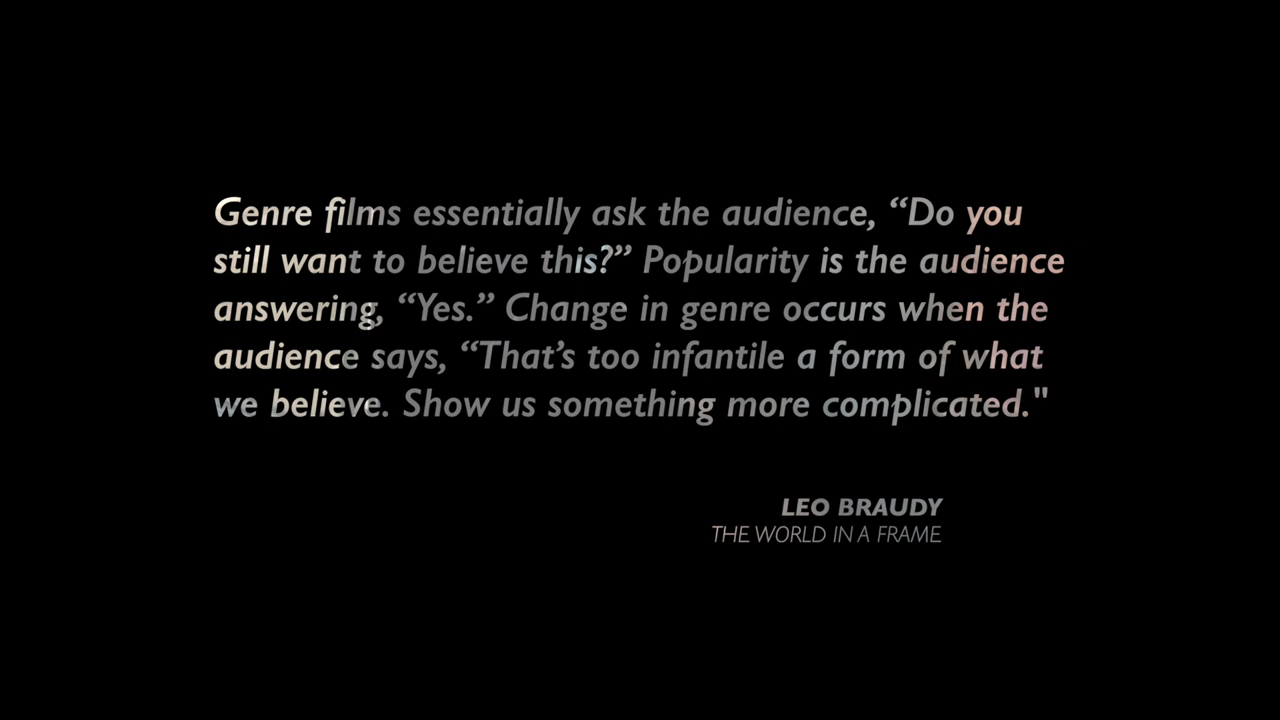 Genre films essentially ask the audience, “Do you
still want to believe this?” Popularity is the audience
answering, “Yes.” Change in genre occurs when the
audience says, “That’s too infantile a form of what
we believe. Show us something more complicated."
LEO BRAUDY
THE WORLD IN A FRAME